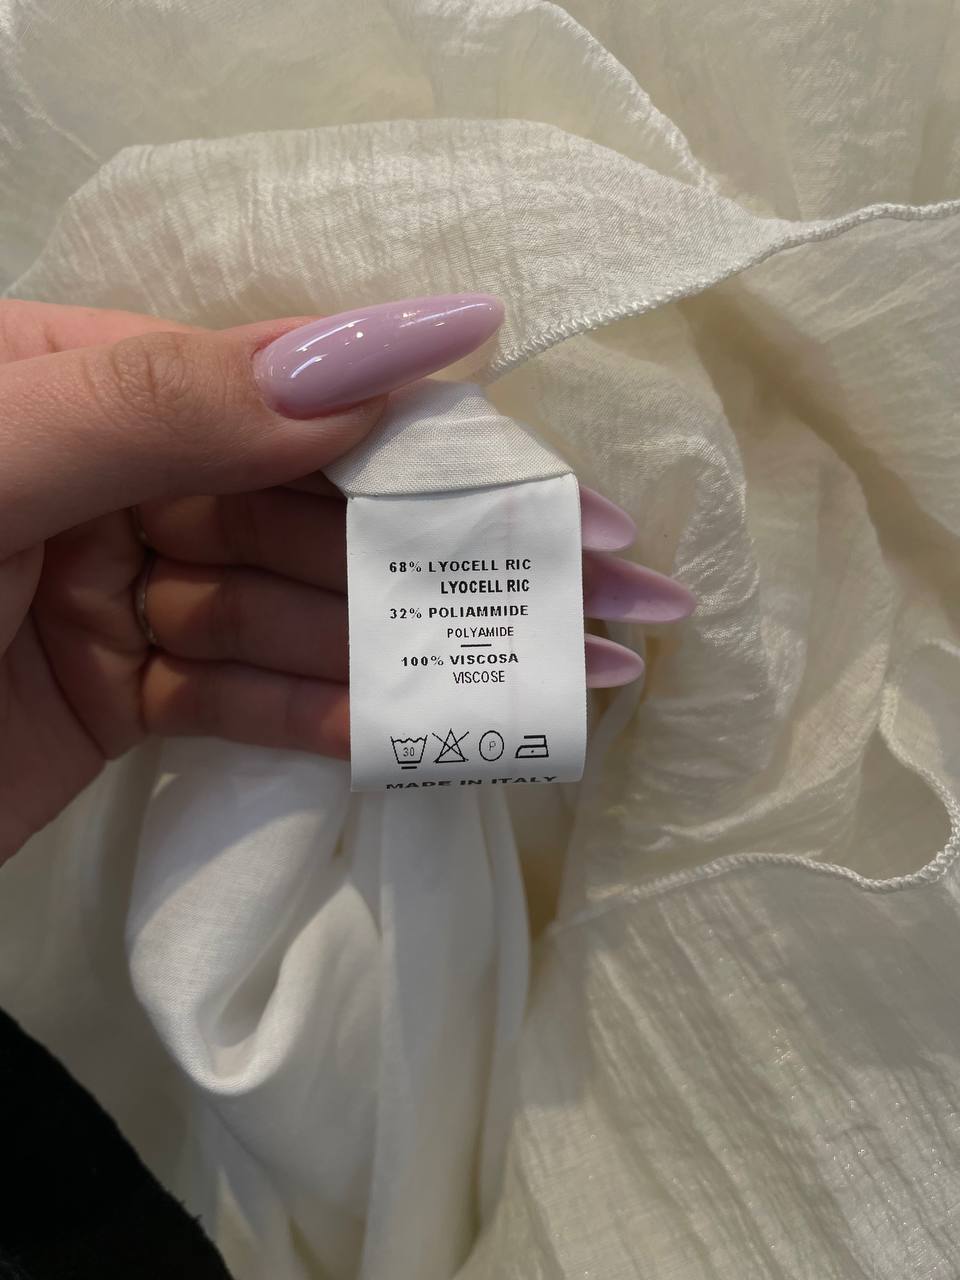 68% LYOCELL RIC
LYOCELL RIC
32% POLIAMMIDE
POLYAMIDE
100% VISCOSA
VISCOSE
30 P
MADE IN ITALY